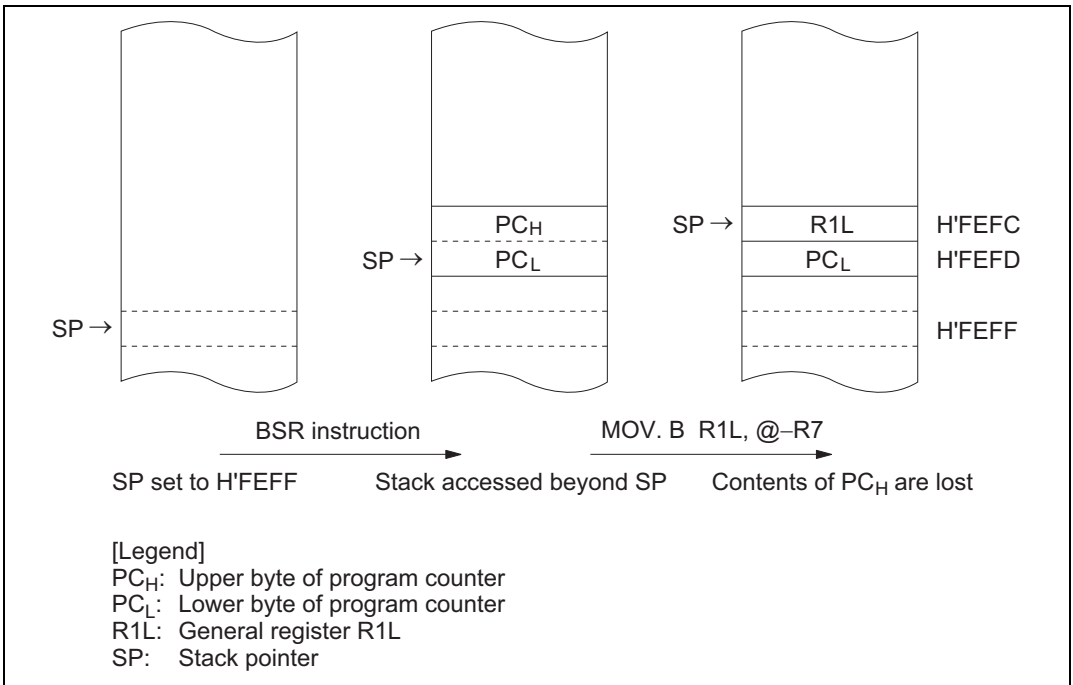 PCH
SP → R1L H'FEFC
SP → PCL PCL H'FEFD
SP → H'FEFF
BSR instruction MOV. B R1L, @–R7
SP set to H'FEFF Stack accessed beyond SP Contents of PCH are lost
[Legend]
PCH: Upper byte of program counter
PCL: Lower byte of program counter
R1L: General register R1L
SP: Stack pointer